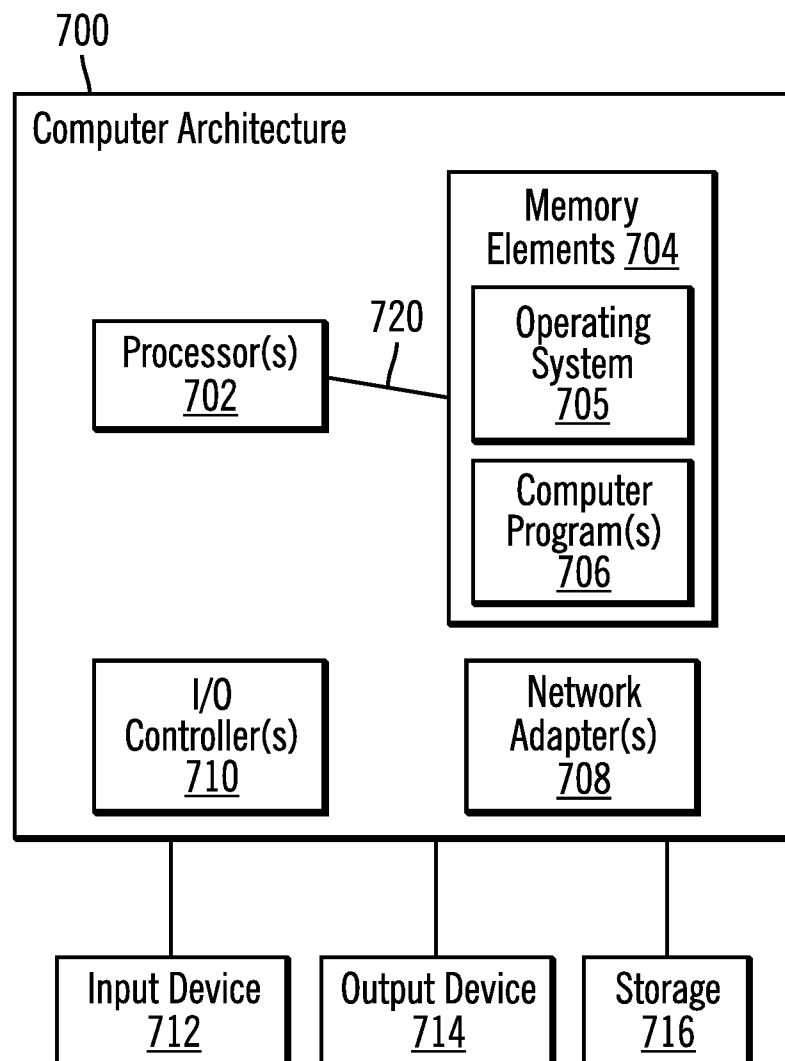 700
Computer Architecture
Memory
Elements 704
Operating
System
705
720
Processor(s)
702
Computer
Program(s)
706
I/O
Controller(s)
710
Network
Adapter(s)
708
Input Device
712
Output Device
714
Storage
716